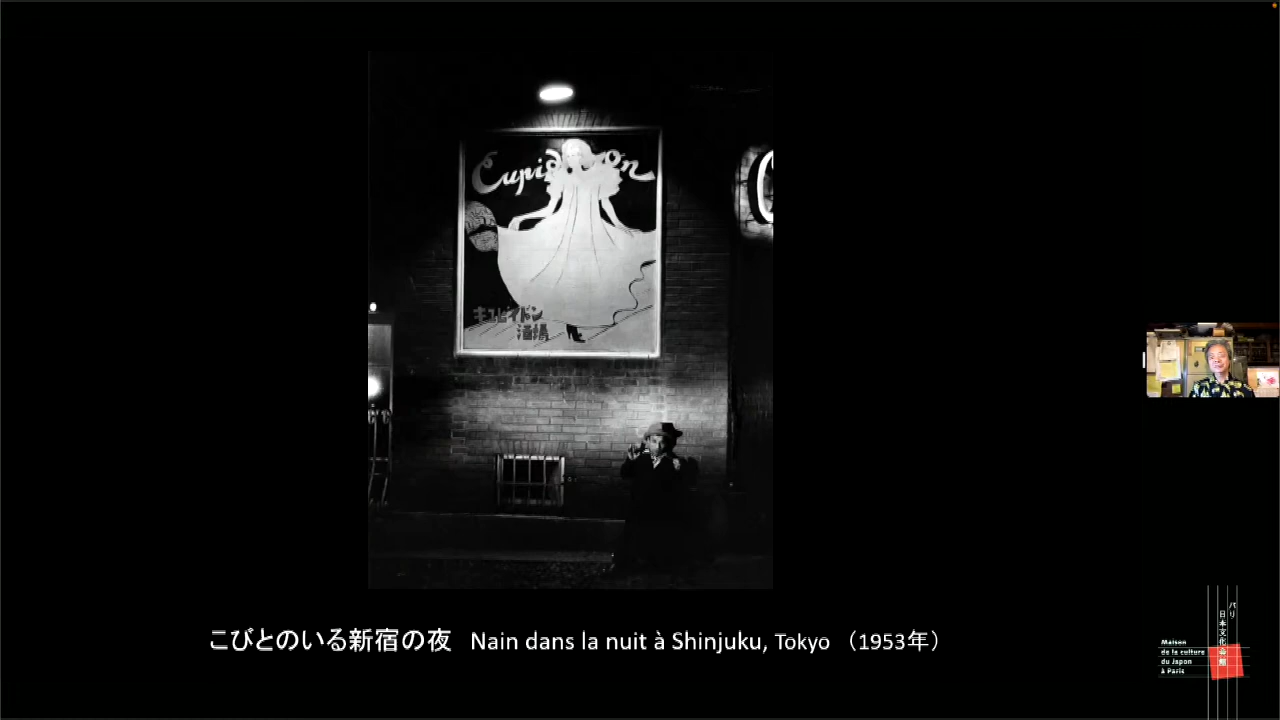 Cupidon
キユピイドン
酒場
こびとのいる新宿の夜 Nain dans la nuit à Shinjuku, Tokyo （1953年）
パリ
日本文化会館
Maison
de la culture
du Japon
à Paris